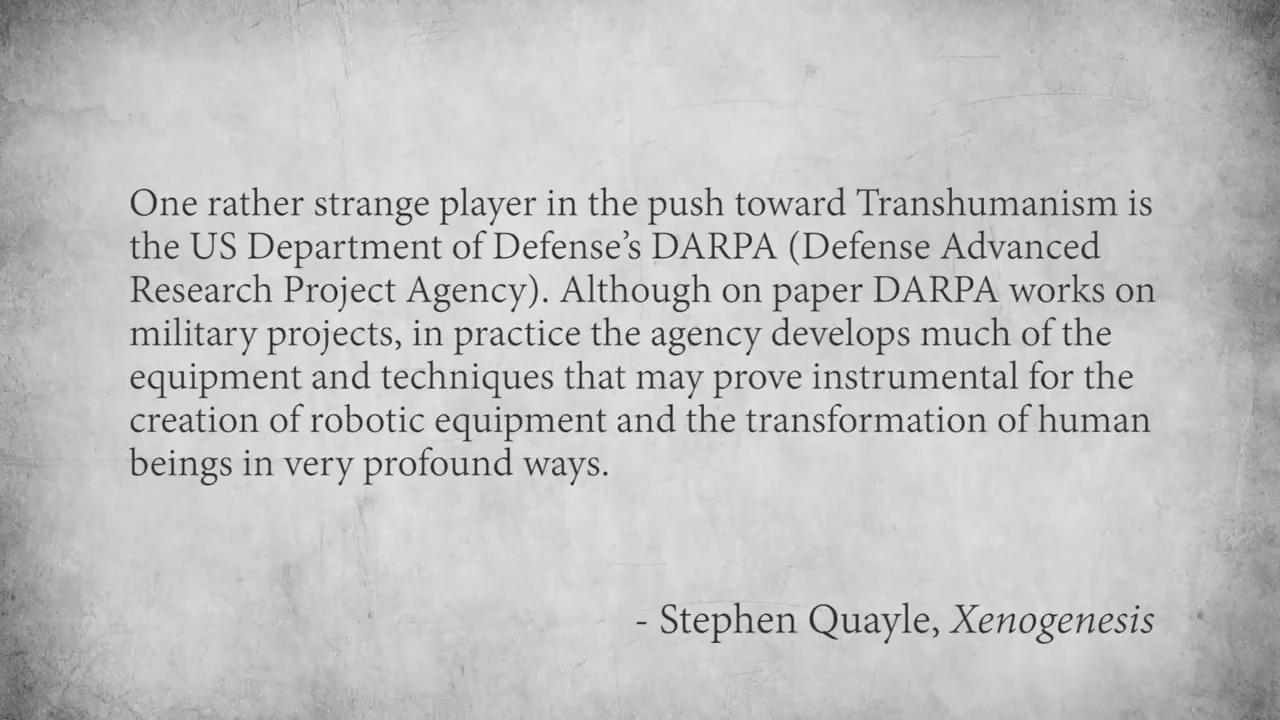 One rather strange player in the push toward Transhumanism is
the US Department of Defense’s DARPA (Defense Advanced
Research Project Agency). Although on paper DARPA works on
military projects, in practice the agency develops much of the
equipment and techniques that may prove instrumental for the
creation of robotic equipment and the transformation of human
beings in very profound ways.
- Stephen Quayle, Xenogenesis